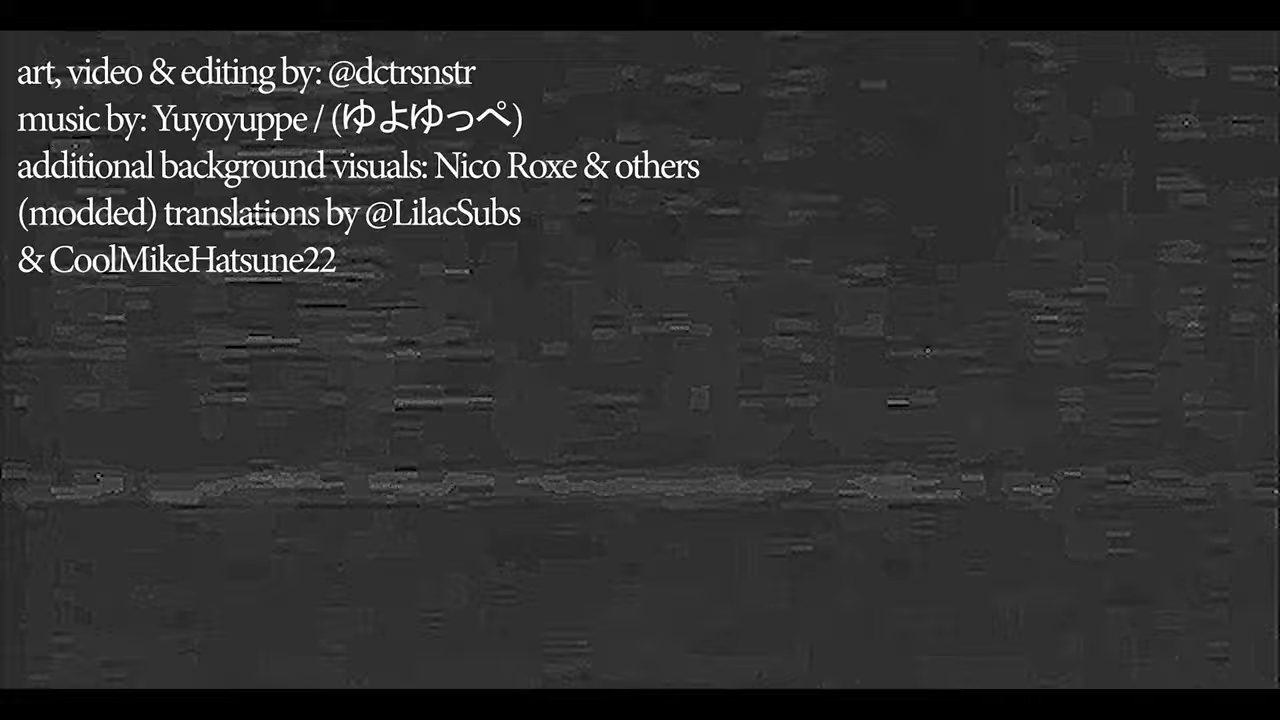 art, video & editing by: @dctrsnstr
music by: Yuyoyuppe / (ゆよゆっぺ)
additional background visuals: Nico Roxe & others
(modded) translations by @LilacSubs
& CoolMikeHatsune22